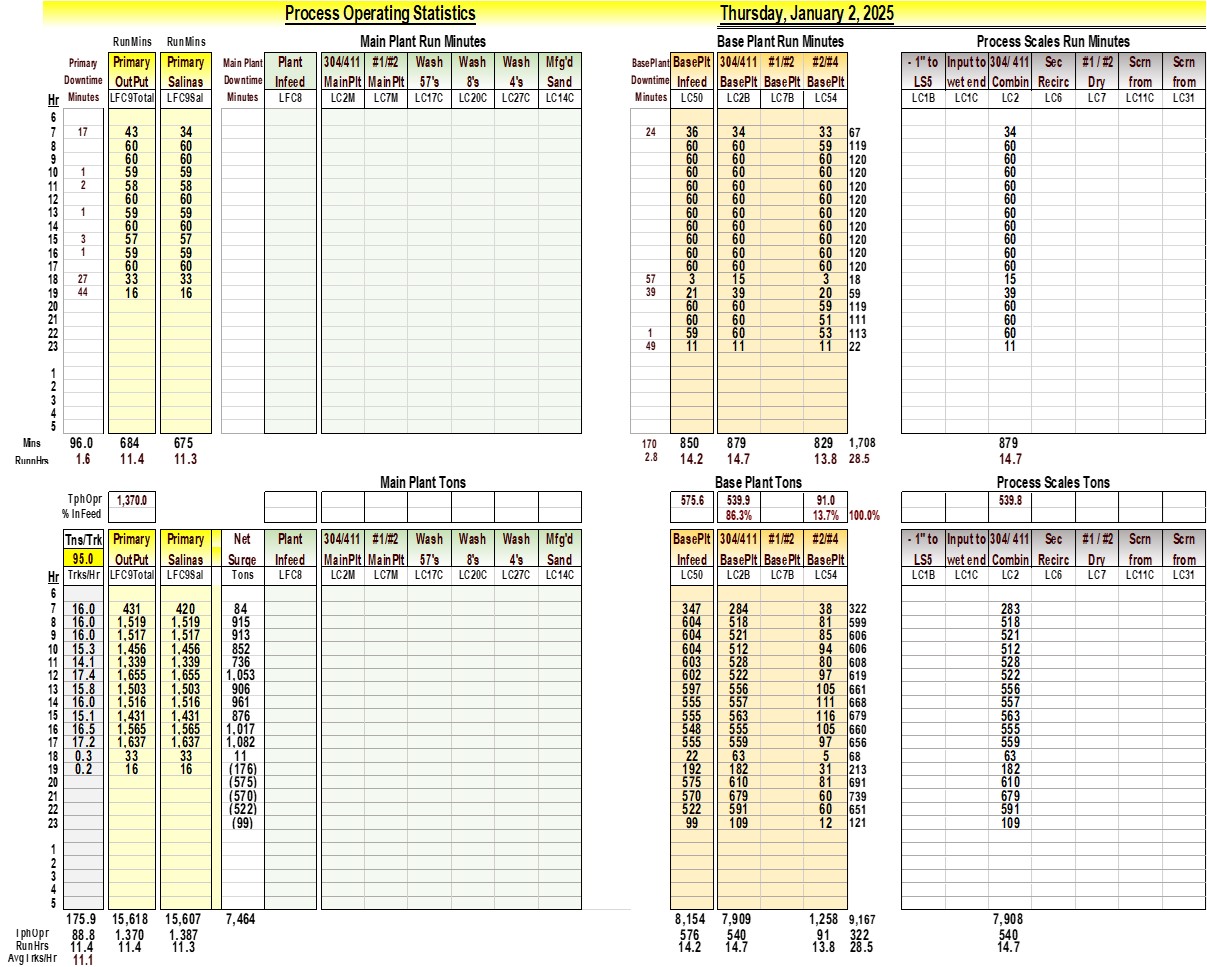 Process Operating Statistics Thursday, January 2, 2025
RunMins RunMins Main Plant Run Minutes Base Plant Run Minutes Process Scales Run Minutes
Primary Primary Primary Main Plant Plant 304/411 #1/#2 Wash Wash Wash Mfg'd BasePlant BasePlt 304/411 #1/#2 #2/#4 - 1" to Input to 304/ 411 Sec #1 / #2 Scrn Scrn
Downtime OutPut Salinas Downtime Infeed MainPlt MainPlt 57's 8's 4's Sand Downtime Infeed BasePlt BasePlt BasePlt LS5 wet end Combin Recirc Dry from from
Hr Minutes LFC9Total LFC9Sal Minutes LFC8 LC2M LC7M LC17C LC20C LC27C LC14C Minutes LC50 LC2B LC7B LC54 LC1B LC1C LC2 LC6 LC7 LC11C LC31
6
7 17 43 34 24 36 34 33 67 34
8 60 60 60 60 59 119 60
9 60 60 60 60 60 120 60
10 1 59 59 60 60 60 120 60
11 2 58 58 60 60 60 120 60
12 60 60 60 60 60 120 60
13 1 59 59 60 60 60 120 60
14 60 60 60 60 60 120 60
15 3 57 57 60 60 60 120 60
16 1 59 59 60 60 60 120 60
17 60 60 60 60 60 120 60
18 27 33 33 57 3 15 3 18 15
19 44 16 16 39 21 39 20 59 39
20 60 60 59 119 60
21 60 60 51 111 60
22 1 59 60 53 113 60
23 49 11 11 11 22 11
1
2
3
4
5
Mins 96.0 684 675 170 850 879 829 1,708 879
RunnHrs 1.6 11.4 11.3 2.8 14.2 14.7 13.8 28.5 14.7
Main Plant Tons Base Plant Tons Process Scales Tons
TphOpr 1,370.0 575.6 539.9 91.0 539.8
% InFeed 86.3% 13.7% 100.0%
Tns/Trk Primary Primary Net Plant 304/411 #1/#2 Wash Wash Wash Mfg'd BasePlt 304/411 #1/#2 #2/#4 - 1" to Input to 304/ 411 Sec #1 / #2 Scrn Scrn
95.0 OutPut Salinas Surge Infeed MainPlt MainPlt 57's 8's 4's Sand Infeed BasePlt BasePlt BasePlt LS5 wet end Combin Recirc Dry from from
Hr Trks/Hr LFC9Total LFC9Sal Tons LFC8 LC2M LC7M LC17C LC20C LC27C LC14C LC50 LC2B LC7B LC54 LC1B LC1C LC2 LC6 LC7 LC11C LC31
6
7 16.0 431 420 84 347 284 38 322 283
8 16.0 1,519 1,519 915 604 518 81 599 518
9 16.0 1,517 1,517 913 604 521 85 606 521
10 15.3 1,456 1,456 852 604 512 94 606 512
11 14.1 1,339 1,339 736 603 528 80 608 528
12 17.4 1,655 1,655 1,053 602 522 97 619 522
13 15.8 1,503 1,503 906 597 556 105 661 556
14 16.0 1,516 1,516 961 555 557 111 668 557
15 15.1 1,431 1,431 876 555 563 116 679 563
16 16.5 1,565 1,565 1,017 548 555 105 660 555
17 17.2 1,637 1,637 1,082 555 559 97 656 559
18 0.3 33 33 11 22 63 5 68 63
19 0.2 16 16 (176) 192 182 31 213 182
20 (575) 575 610 81 691 610
21 (570) 570 679 60 739 679
22 (522) 522 591 60 651 591
23 (99) 99 109 12 121 109
1
2
3
4
5
175.9 15,618 15,607 7,464 8,154 7,909 1,258 9,167 7,908
TphOpr 88.8 1,370 1,387 576 540 91 322 540
RunHrs 11.4 11.4 11.3 14.2 14.7 13.8 28.5 14.7
AvgTrks/Hr 11.1